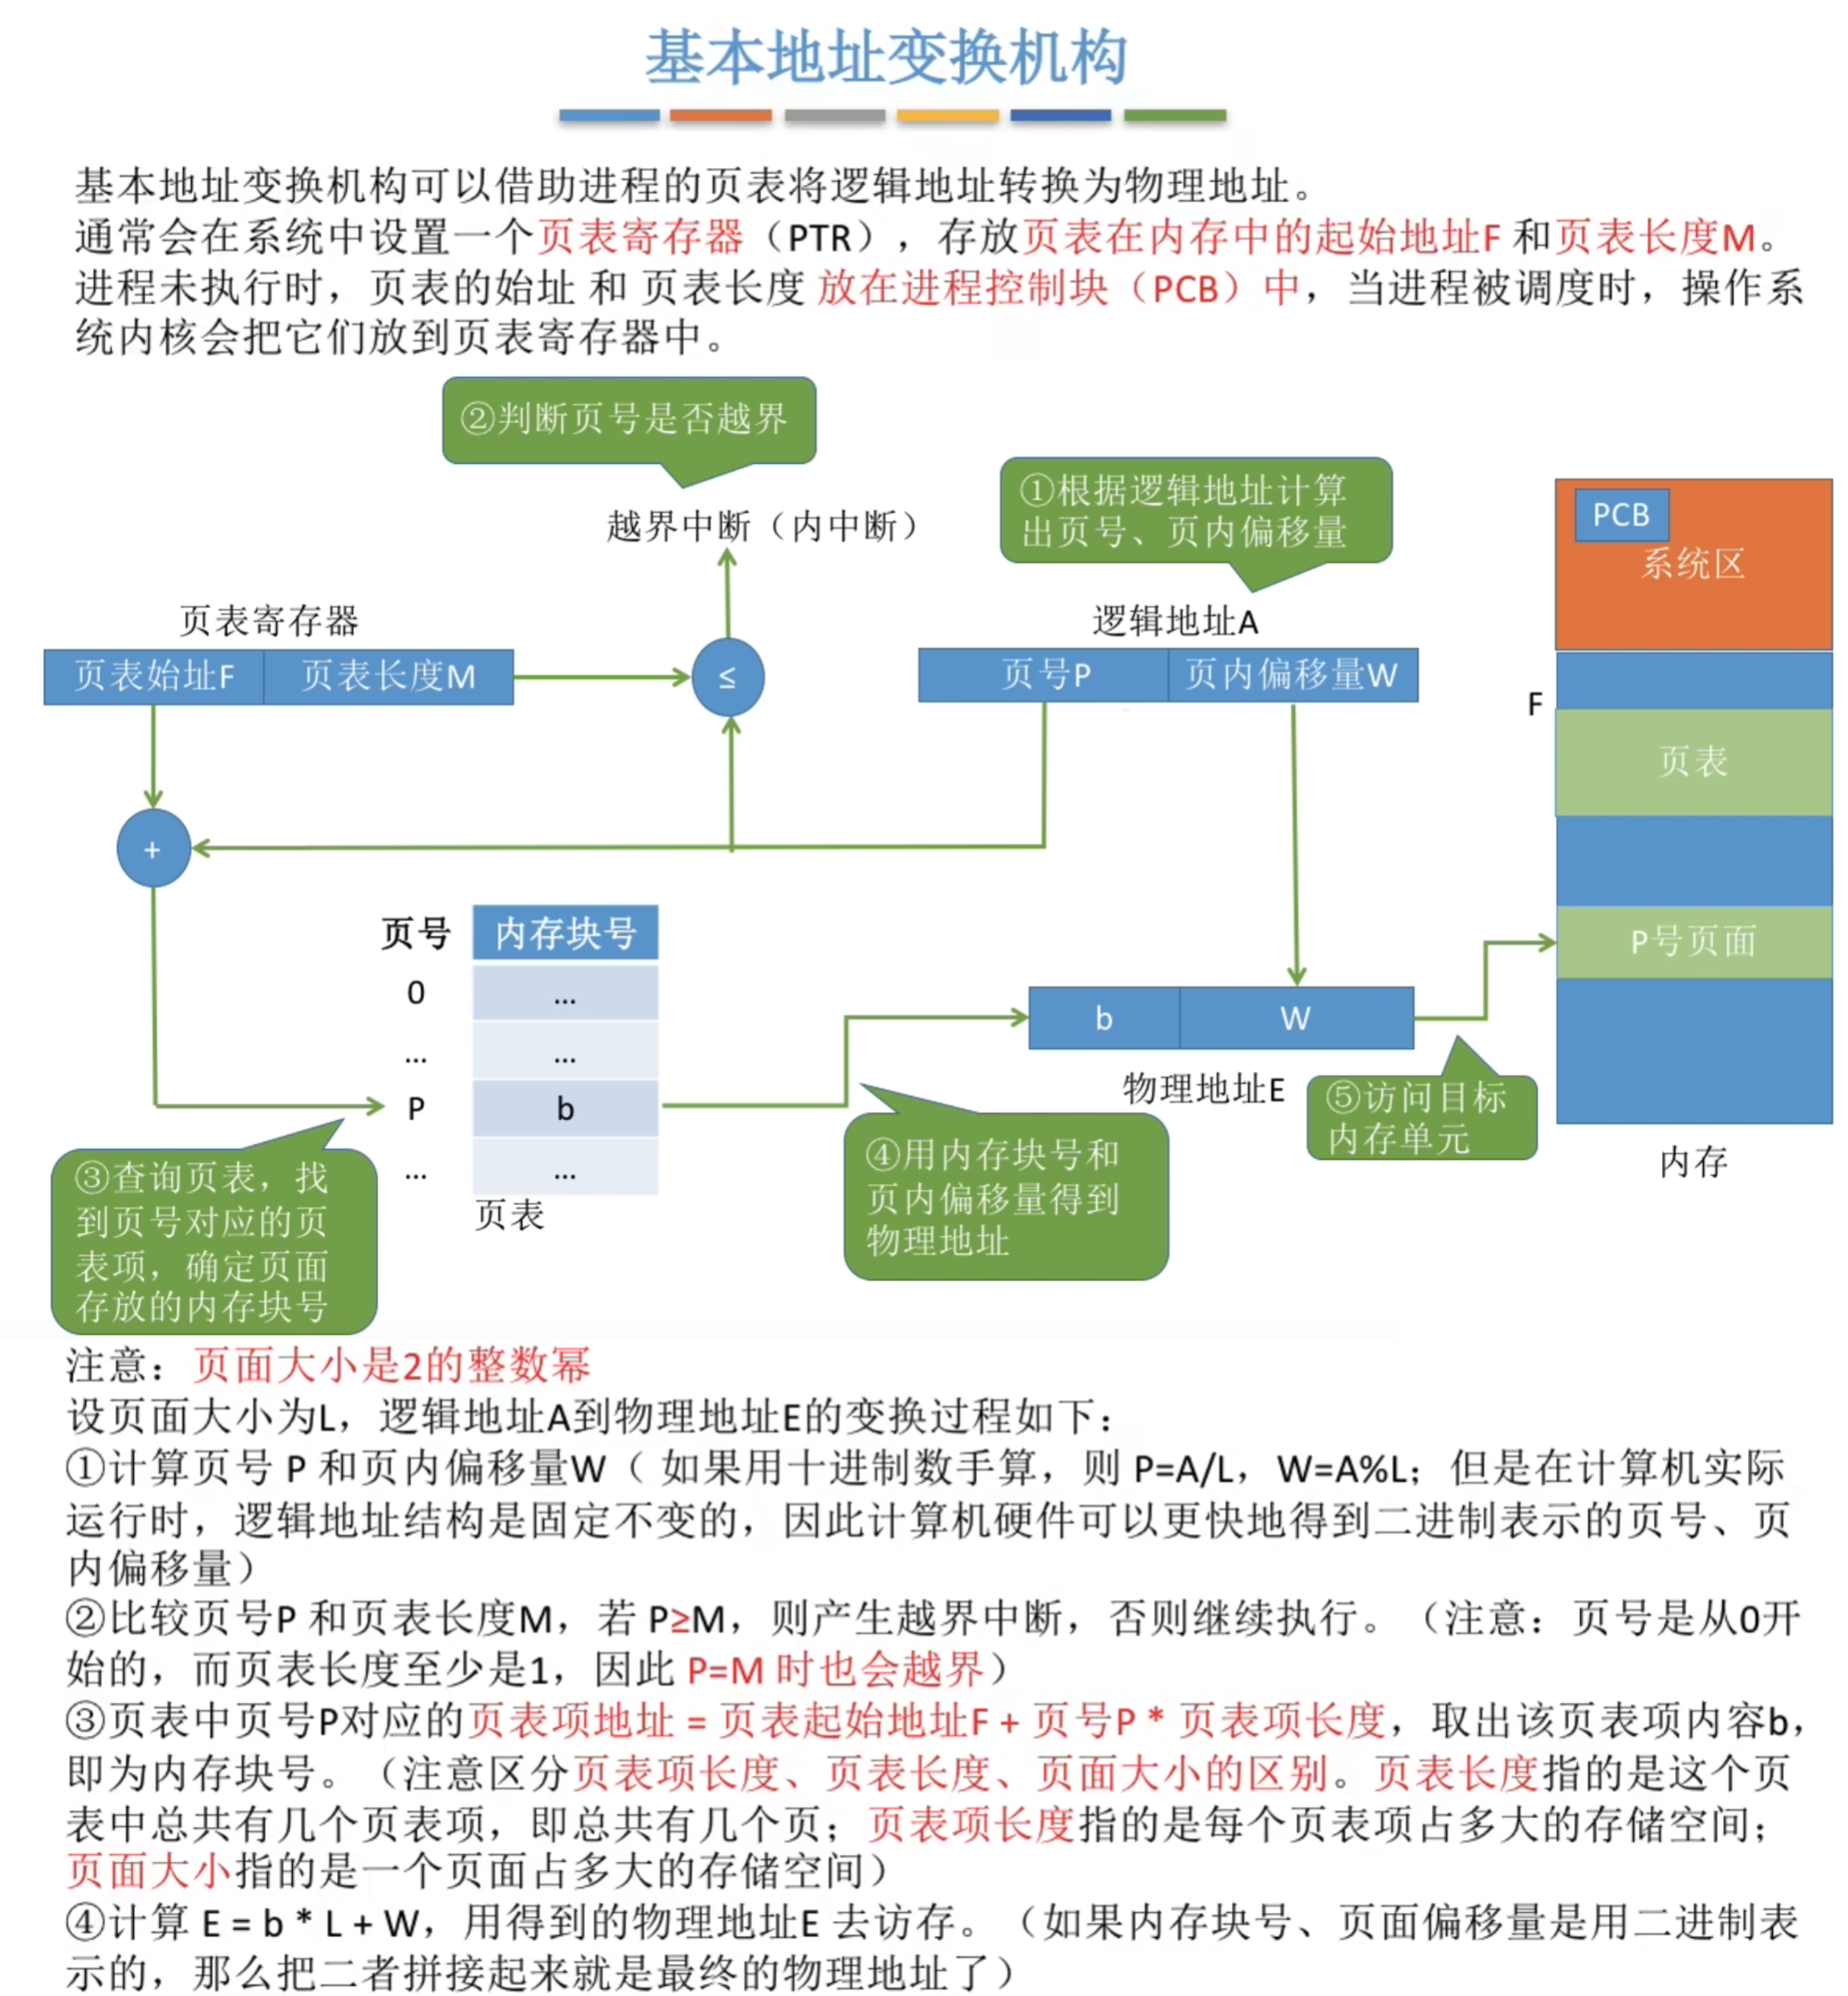 基本地址变换机构
基本地址变换机构可以借助进程的页表将逻辑地址转换为物理地址。
通常会在系统中设置一个页表寄存器（PTR），存放页表在内存中的起始地址F 和页表长度M。
进程未执行时，页表的始址 和 页表长度 放在进程控制块（PCB）中，当进程被调度时，操作系
统内核会把它们放到页表寄存器中。
②判断页号是否越界
①根据逻辑地址计算
出页号、页内偏移量
越界中断（内中断）
PCB
系统区
页表寄存器
逻辑地址A
页表始址F
页表长度M
≤
页号P
页内偏移量W
F
页表
+
页号
内存块号
P号页面
0
...
...
...
b
W
P
b
物理地址E
⑤访问目标
内存单元
内存
④用内存块号和
页内偏移量得到
物理地址
...
...
页表
③查询页表，找
到页号对应的页
表项，确定页面
存放的内存块号
注意：页面大小是2的整数幂
设页面大小为L，逻辑地址A到物理地址E的变换过程如下：
①计算页号 P 和页内偏移量W（ 如果用十进制数手算，则 P=A/L，W=A%L；但是在计算机实际
运行时，逻辑地址结构是固定不变的，因此计算机硬件可以更快地得到二进制表示的页号、页
内偏移量）
②比较页号P 和页表长度M，若 P≥M，则产生越界中断，否则继续执行。（注意：页号是从0开
始的，而页表长度至少是1，因此 P=M 时也会越界）
③页表中页号P对应的页表项地址 = 页表起始地址F + 页号P * 页表项长度，取出该页表项内容b，
即为内存块号。（注意区分页表项长度、页表长度、页面大小的区别。页表长度指的是这个页
表中总共有几个页表项，即总共有几个页；页表项长度指的是每个页表项占多大的存储空间；
页面大小指的是一个页面占多大的存储空间）
④计算 E = b * L + W，用得到的物理地址E 去访存。（如果内存块号、页面偏移量是用二进制表
示的，那么把二者拼接起来就是最终的物理地址了）